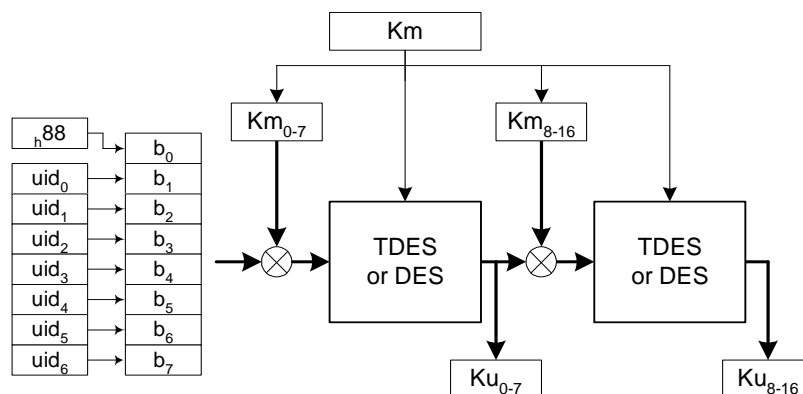 Km
Km0-7
Km8-16
h88
b0
uid0
b1
uid1
b2
uid2
b3
uid3
b4
uid4
b5
uid5
b6
uid6
b7
TDES
or DES
TDES
or DES
Ku0-7
Ku8-16